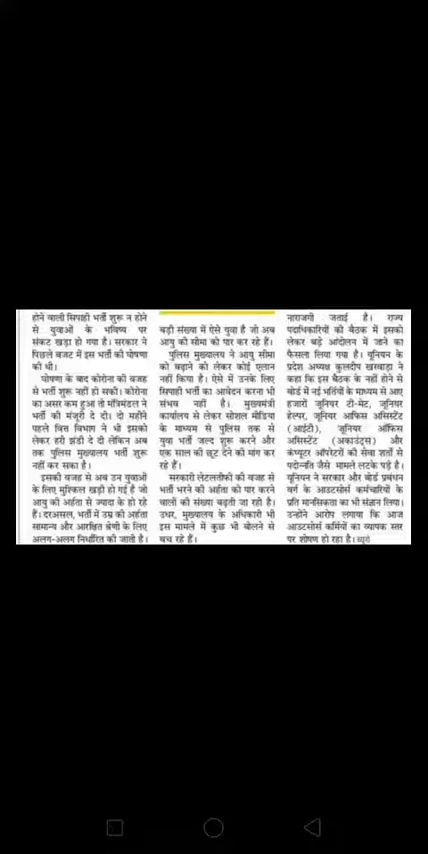 होने वाली सिपाही भर्ती शुरू न होने
से युवाओं के भविष्य पर
संकट खड़ा हो गया है। सरकार ने
पिछले बजट में इस भर्ती की घोषणा
की थी।
घोषणा के बाद कोरोना की वजह
से भर्ती शुरू नहीं हो सकी। कोरोना
का असर कम हुआ तो मंत्रिमंडल ने
भर्ती को मंजूरी दे दी। दो महीने
पहले वित्त विभाग ने भी इसको
लेकर हरी झंडी दे दी लेकिन अब
तक पुलिस मुख्यालय भर्ती शुरू
नहीं कर सका है।
इसकी वजह से अब उन युवाओं
के लिए मुश्किल खड़ी हो गई है जो
आयु की अर्हता से ज्यादा के हो रहे
हैं। दरअसल, भर्ती में उम्र की अर्हता
सामान्य और आरक्षित श्रेणी के लिए
अलग-अलग निर्धारित की जाती है।
बड़ी संख्या में ऐसे युवा है जो अब
आयु की सीमा को पार कर रहे हैं।
पुलिस मुख्यालय ने आयु सीमा
को बढ़ाने को लेकर कोई एलान
नहीं किया है। ऐसे में उनके लिए
सिपाही भर्ती का आवेदन करना भी
संभव नहीं है। मुख्यमंत्री
कार्यालय से लेकर सोशल मीडिया
के माध्यम से पुलिस तक से
युवा भर्ती जल्द शुरू करने और
एक साल की छूट देने की मांग कर
रहे हैं।
सरकारी लेटलतीफी की वजह से
भर्ती भरने की अर्हता को पार करने
वालों की संख्या बढ़ती जा रही है।
उधर, मुख्यालय के अधिकारी भी
इस मामले में कुछ भी बोलने से
बच रहे हैं।
नाराजगी जताई है। राज्य
पदाधिकारियों की बैठक में इसको
लेकर बड़े आंदोलन में जाने का
फैसला लिया गया है। यूनियन के
प्रदेश अध्यक्ष कुलदीप खरवाड़ा ने
कहा कि इस बैठक के नहीं होने से
बोर्ड में नई भर्तियों के माध्यम से आए
हजारों जूनियर टी-मेट, जूनियर
हेल्पर, जूनियर आफिस असिस्टेंट
(आईटी), जूनियर ऑफिस
असिस्टेंट (अकाउंट्स) और
कंप्यूटर ऑपरेटरों की सेवा शर्तों से
पदोन्नति जैसे मामले लटके पड़े है।
यूनियन ने सरकार और बोर्ड प्रबंधन
वर्ग के आउटसोर्स कर्मचारियों के
प्रति मानसिकता का भी संज्ञान लिया।
उन्होंने आरोप लगाया कि आज
आउटसोर्स कर्मियों का व्यापक स्तर
पर शोषण हो रहा है। ब्यूरो